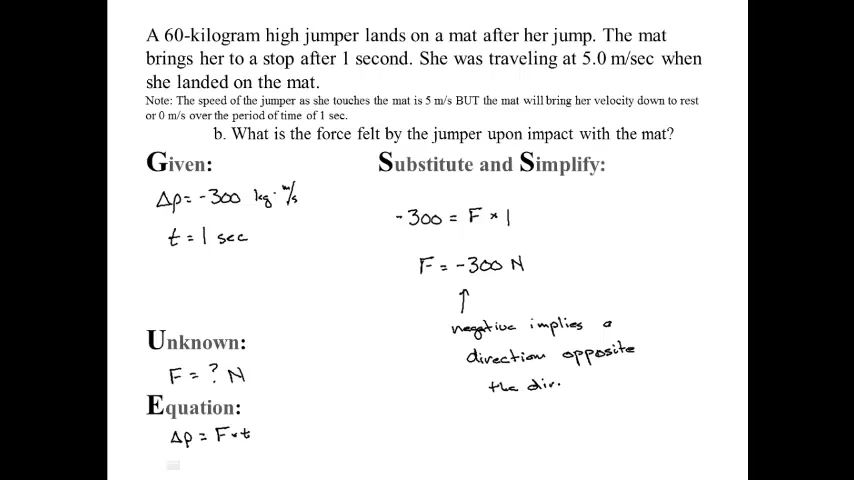 A 60-kilogram high jumper lands on a mat after her jump. The mat
brings her to a stop after 1 second. She was traveling at 5.0 m/sec when
she landed on the mat.
Note: The speed of the jumper as she touches the mat is 5 m/s BUT the mat will bring her velocity down to rest
or 0 m/s over the period of time of 1 sec.
b. What is the force felt by the jumper upon impact with the mat?
Given:
Δp = -300 kg·m/s
t = 1 sec
Unknown:
F = ? N
Equation:
Δp = F*t
Substitute and Simplify:
-300 = F * 1
F = -300 N
↑
negative implies a
direction opposite
the dir.